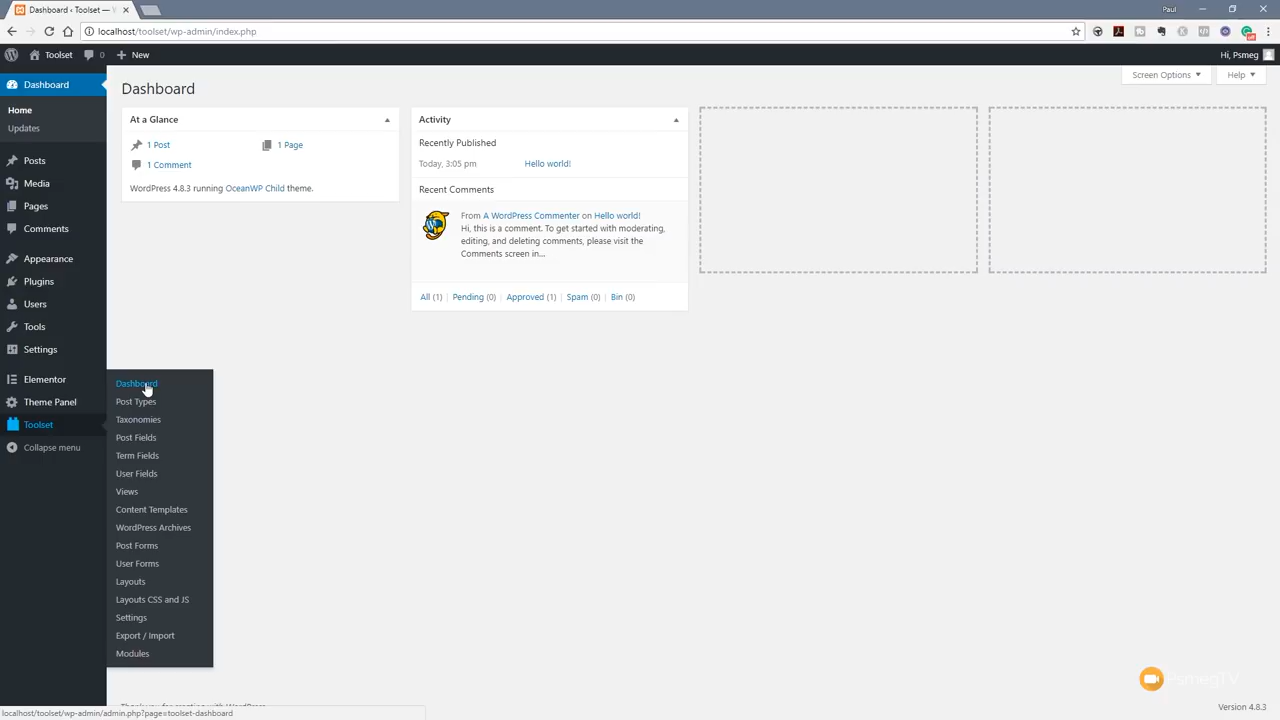 Dashboard ‹ Toolset — W
Paul
localhost/toolset/wp-admin/index.php
Toolset
0
New
Hi, Psmeg
Dashboard
Home
Updates
Posts
Media
Pages
Comments
Appearance
Plugins
Users
Tools
Settings
Elementor
Theme Panel
Toolset
Collapse menu
Screen Options
Help
Dashboard
At a Glance
1 Post
1 Page
1 Comment
WordPress 4.8.3 running OceanWP Child theme.
Activity
Recently Published
Today, 3:05 pm Hello world!
Recent Comments
From A WordPress Commenter on Hello world!
Hi, this is a comment. To get started with moderating,
editing, and deleting comments, please visit the
Comments screen in...
All (1) | Pending (0) | Approved (1) | Spam (0) | Bin (0)
Dashboard
Post Types
Taxonomies
Post Fields
Term Fields
User Fields
Views
Content Templates
WordPress Archives
Post Forms
User Forms
Layouts
Layouts CSS and JS
Settings
Export / Import
Modules
PsmegTV
Version 4.8.3
localhost/toolset/wp-admin/admin.php?page=toolset-dashboard